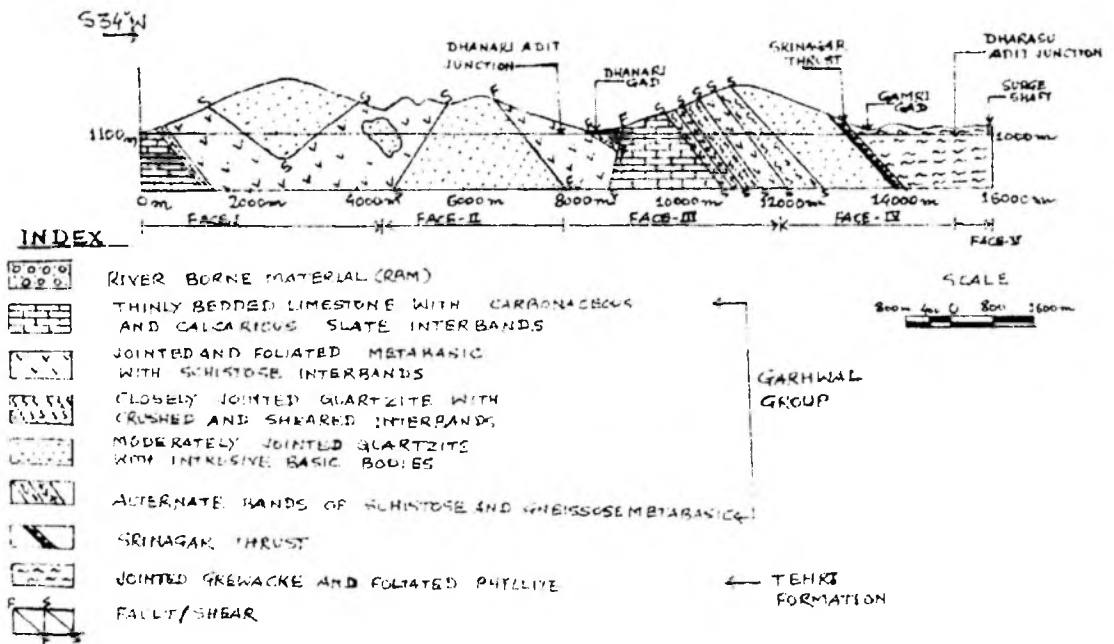 S34°W
DHANARI ADIT
JUNCTION
DHANARI
GAD
SRINAGAR
THRUST
GAMRI
GAD
DHARASU
ADIT JUNCTION
SURGE
SHAFT
S S S F F F S S S S S S S
1100m
1000m
0m 2000m 4000m 6000m 8000m 10000m 12000m 14000m 16000m
FACE-I FACE-II FACE-III FASE-IV FACE-V
INDEX
RIVER BORNE MATERIAL (RBM)
THINLY BEDDED LIMESTONE WITH CARBONACEOUS
AND CALCARIOUS SLATE INTERBANDS
JOINTED AND FOLIATED METABASIC
WITH SCHISTOSE INTERBANDS
CLOSELY JOINTED QUARTZITE WITH
CRUSHED AND SHEARED INTERBANDS
MODERATELY JOINTED QUARTZITE
WITH INTRUSIVE BASIC BODIES
ALTERNATE BANDS OF SCHISTOSE AND GNEISSOSE METABASICS
SRINAGAR THRUST
JOINTED GREWACKE AND FOLIATED PHYLLITE
F S
FAULT/SHEAR
F S
SCALE
800m 400 0 800 1600m
GARHWAL
GROUP
TEHRI
FORMATION